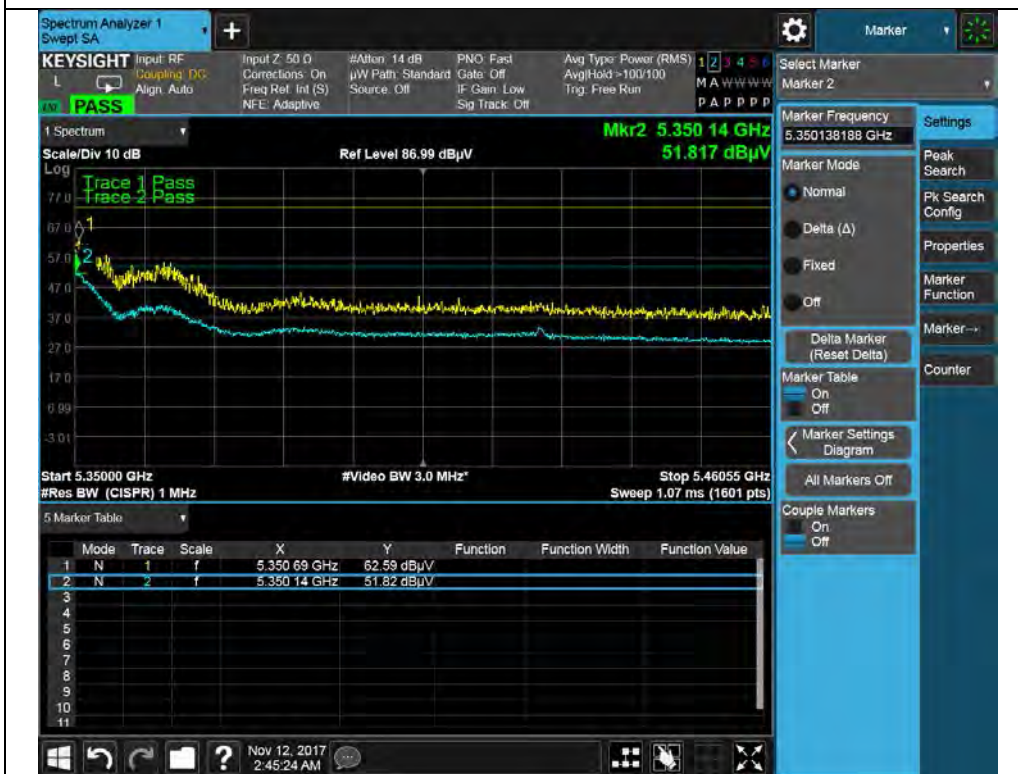 Spectrum Analyzer 1
Swept SA
+
Marker
KEYSIGHT
L
PASS
Input: RF
Coupling: DC
Align: Auto
Input Z: 50 Ω
Corrections: On
Freq Ref: Int (S)
NFE: Adaptive
#Atten: 14 dB
µW Path: Standard
Source: Off
PNO: Fast
Gate: Off
IF Gain: Low
Sig Track: Off
Avg Type: Power (RMS)
Avg|Hold >100/100
Trig: Free Run
1 2 3 4 5 6
M A W W W W
P A P P P P
Select Marker
Marker 2
1 Spectrum
Scale/Div 10 dB
Ref Level 86.99 dBµV
Mkr2 5.350 14 GHz
51.817 dBµV
Log
Trace 1 Pass
Trace 2 Pass
77.0
67.0
57.0
47.0
37.0
27.0
17.0
6.99
-3.01
1
2
Start 5.35000 GHz
#Video BW 3.0 MHz*
Stop 5.46055 GHz
#Res BW (CISPR) 1 MHz
Sweep 1.07 ms (1601 pts)
5 Marker Table
Mode Trace Scale X Y Function Function Width Function Value
1 N 1 f 5.350 69 GHz 62.59 dBµV
2 N 2 f 5.350 14 GHz 51.82 dBµV
3
4
5
6
7
8
9
10
11
Marker Frequency
5.350138188 GHz
Marker Mode
Normal
Delta (Δ)
Fixed
Off
Delta Marker
(Reset Delta)
Marker Table
On
Off
Marker Settings
Diagram
All Markers Off
Couple Markers
On
Off
Settings
Peak
Search
Pk Search
Config
Properties
Marker
Function
Marker→
Counter
?
Nov 12, 2017
2:45:24 AM